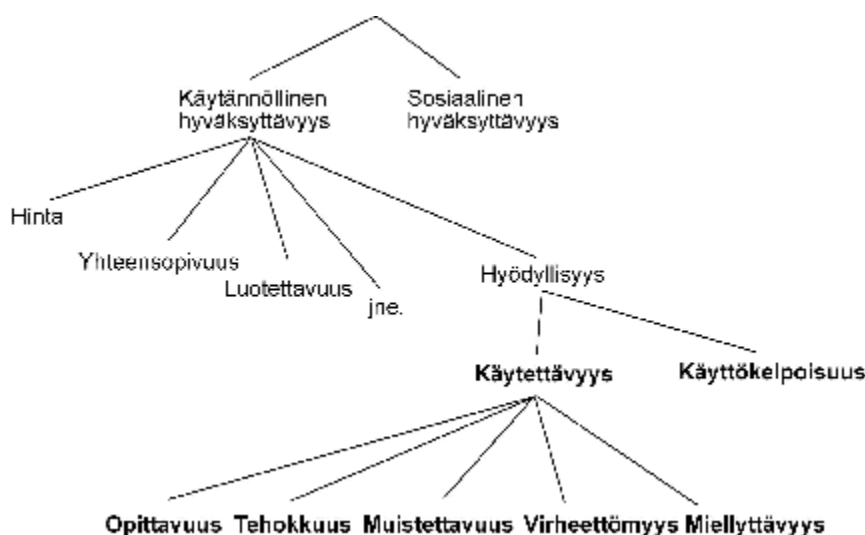 Käytännöllinen
hyväksyttävyys
Sosiaalinen
hyväksyttävyys
Hinta
Yhteensopivuus
Luotettavuus
jne.
Hyödyllisyys
Käytettävyys
Käyttökelpoisuus
Opittavuus Tehokkuus Muistettavuus Virheettömyys Miellyttävyys